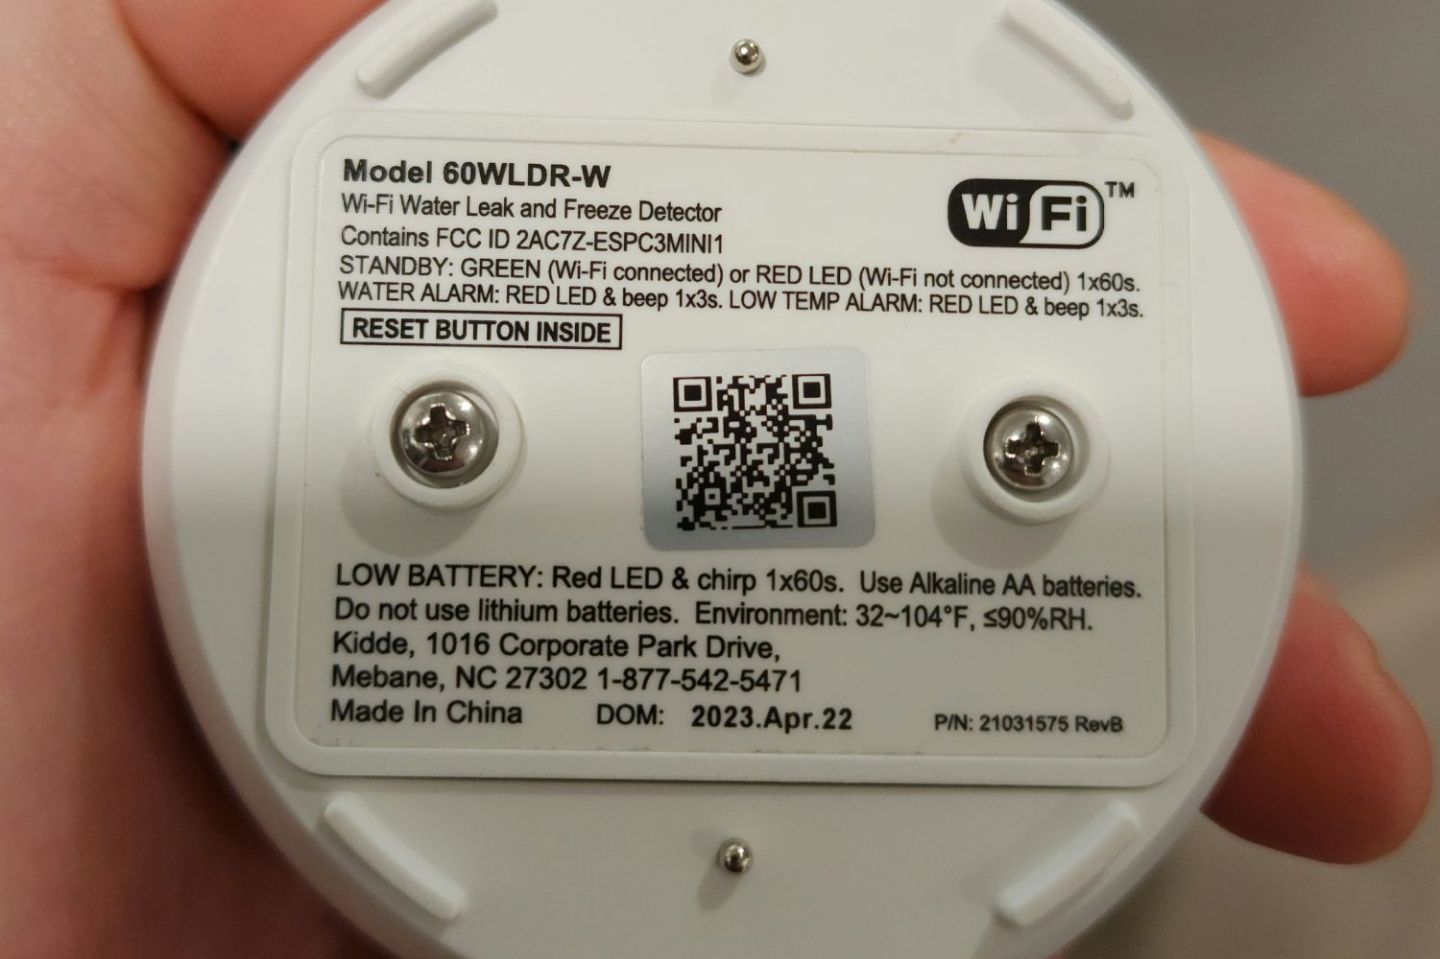 Model 60WLDR-W
WiFi™
Wi-Fi Water Leak and Freeze Detector
Contains FCC ID 2AC7Z-ESPC3MINI1
STANDBY: GREEN (Wi-Fi connected) or RED LED (Wi-Fi not connected) 1x60s.
WATER ALARM: RED LED & beep 1x3s. LOW TEMP ALARM: RED LED & beep 1x3s.
RESET BUTTON INSIDE
LOW BATTERY: Red LED & chirp 1x60s. Use Alkaline AA batteries.
Do not use lithium batteries. Environment: 32~104°F, ≤90%RH.
Kidde, 1016 Corporate Park Drive,
Mebane, NC 27302 1-877-542-5471
Made In China DOM: 2023.Apr.22 P/N: 21031575 RevB